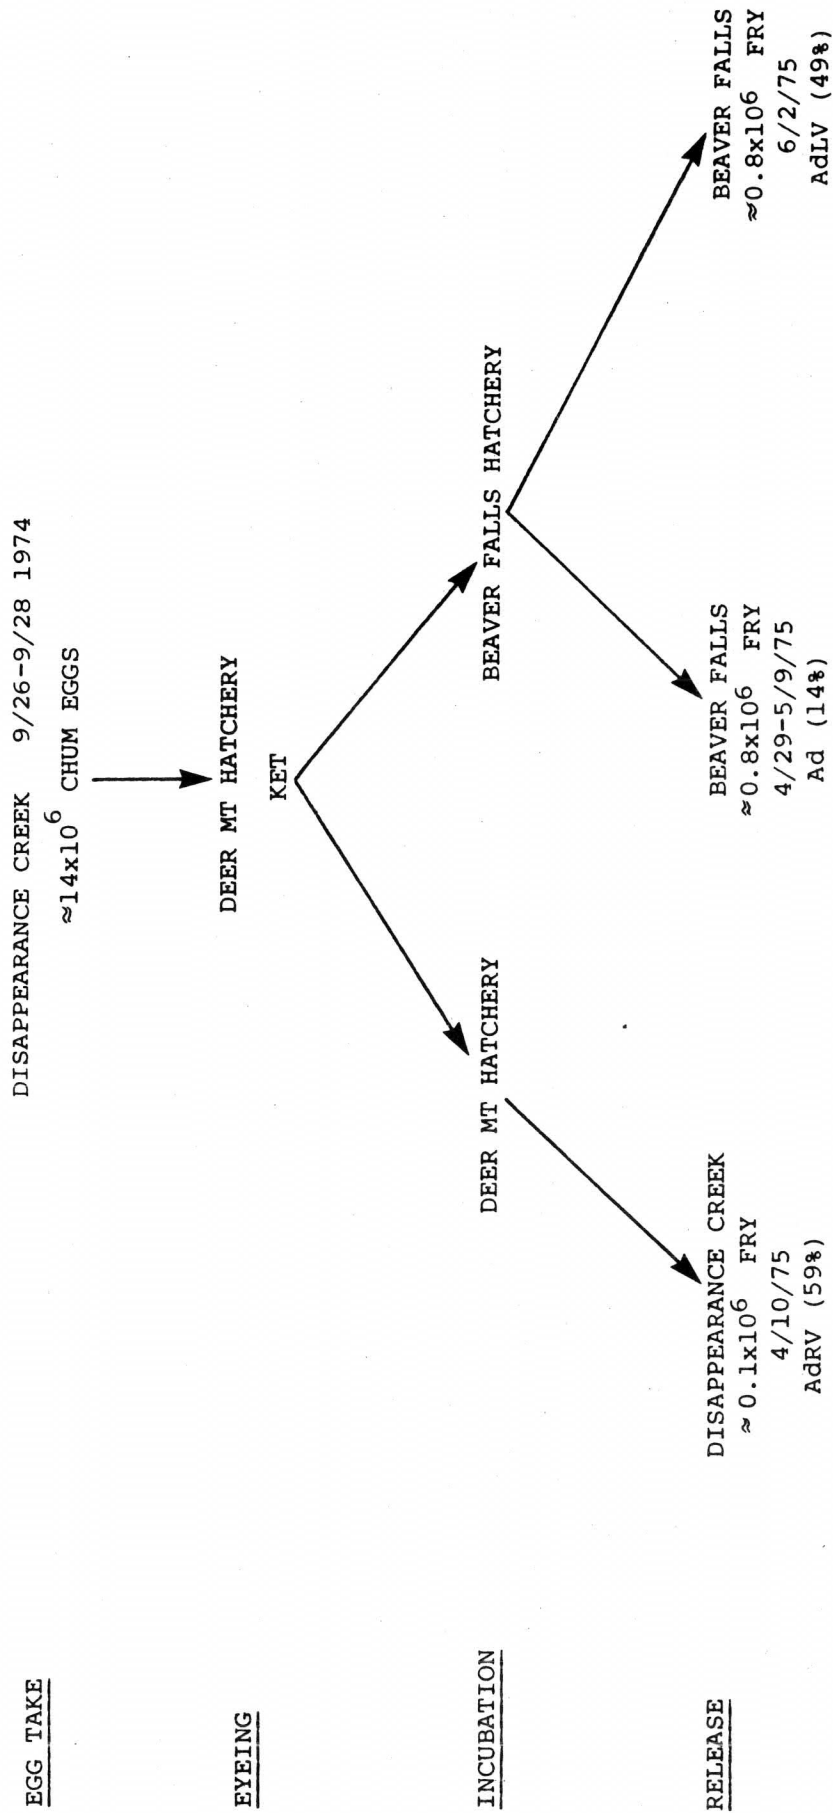 EGG TAKE
DISAPPEARANCE CREEK 9/26-9/28 1974
≈14x10⁶ CHUM EGGS
EYEING
DEER MT HATCHERY
KET
INCUBATION
DEER MT HATCHERY
BEAVER FALLS HATCHERY
RELEASE
DISAPPEARANCE CREEK
≈0.1x10⁶ FRY
4/10/75
AdRV (59%)
BEAVER FALLS
≈0.8x10⁶ FRY
4/29-5/9/75
Ad (14%)
BEAVER FALLS
≈0.8x10⁶ FRY
6/2/75
AdLV (49%)